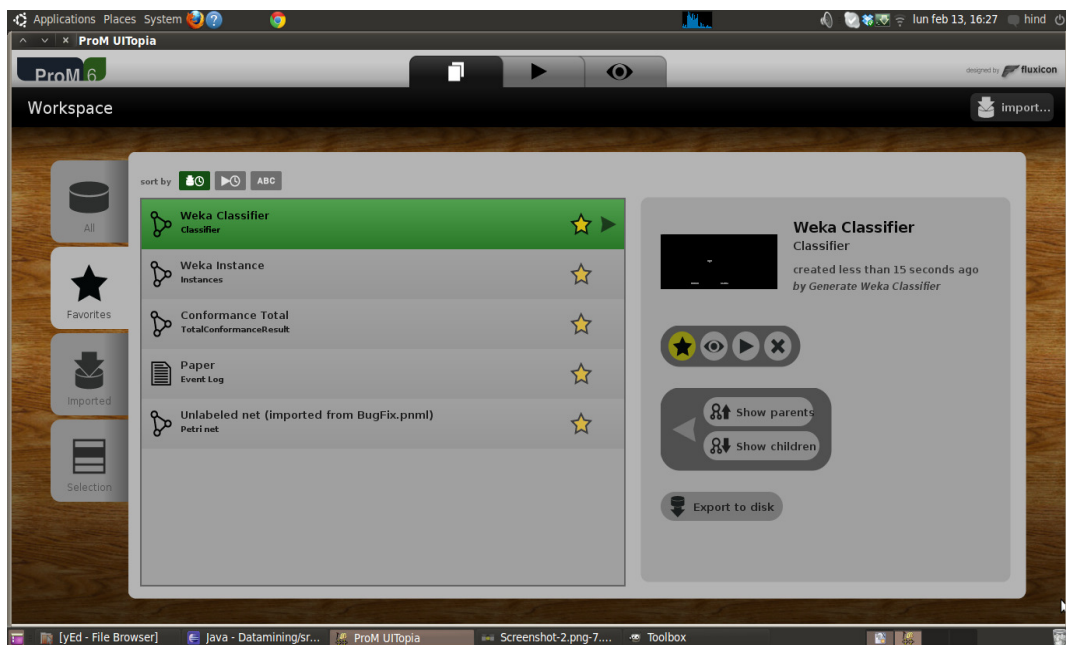 Applications Places System lun feb 13, 16:27 hind
ProM UITopia
ProM 6 designed by fluxicon
Workspace import...
sort by ABC
All
Favorites
Imported
Selection
Weka Classifier
Classifier
Weka Instance
Instances
Conformance Total
TotalConformanceResult
Paper
Event Log
Unlabeled net (imported from BugFix.pnml)
Petri net
Weka Classifier
Classifier
created less than 15 seconds ago
by Generate Weka Classifier
Show parents
Show children
Export to disk
[yEd - File Browser] Java - Datamining/sr... ProM UITopia Screenshot-2.png-7.... Toolbox